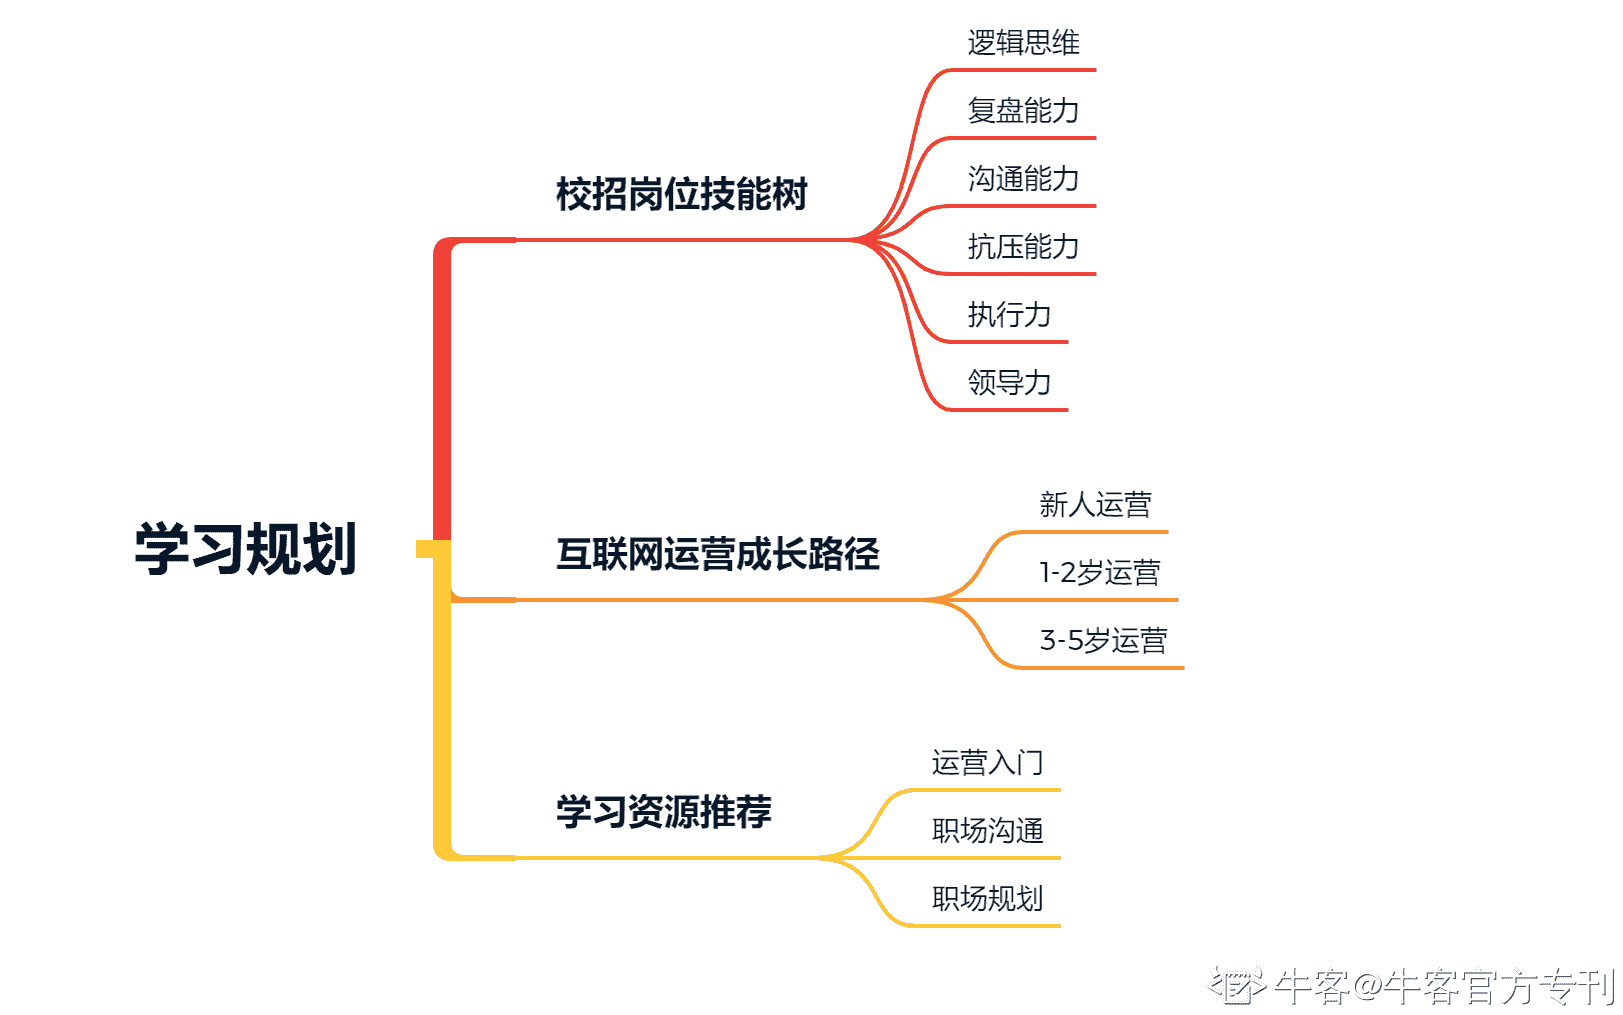 学习规划
校招岗位技能树
逻辑思维
复盘能力
沟通能力
抗压能力
执行力
领导力
互联网运营成长路径
新人运营
1-2岁运营
3-5岁运营
学习资源推荐
运营入门
职场沟通
职场规划
牛客@牛客官方专刊